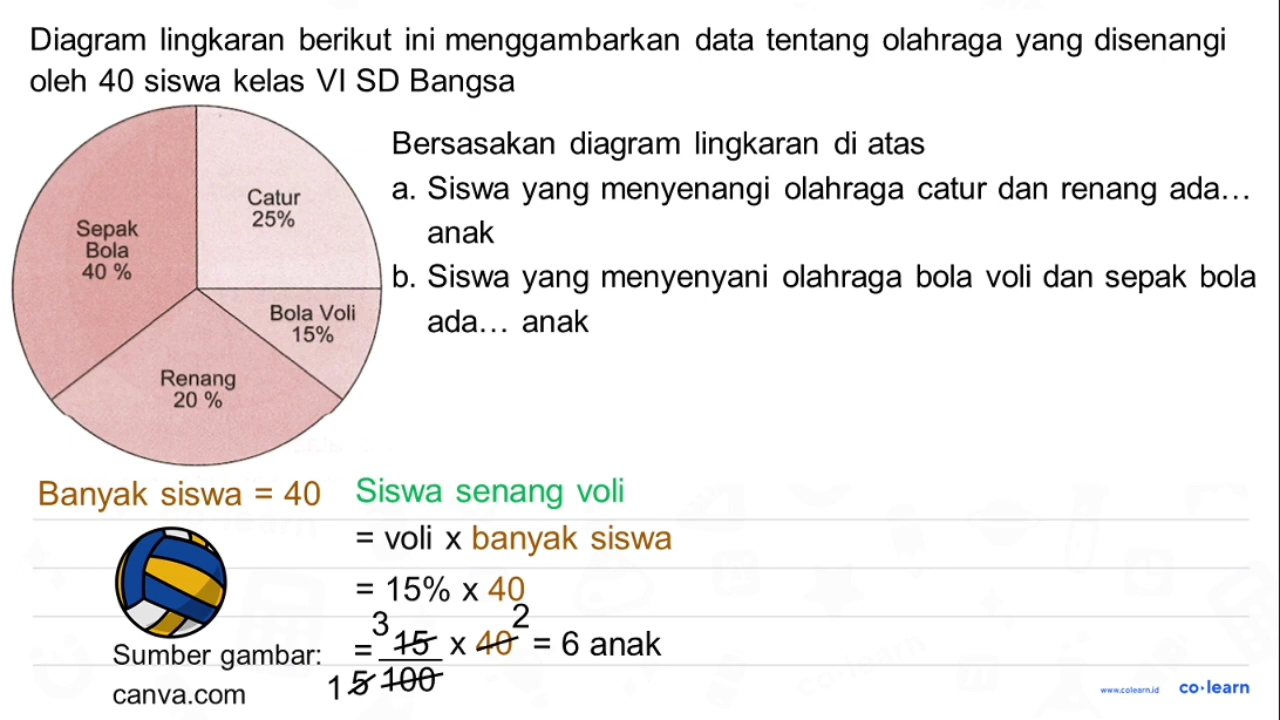 Diagram lingkaran berikut ini menggambarkan data tentang olahraga yang disenangi
oleh 40 siswa kelas VI SD Bangsa
Sepak
Bola
40 %
Catur
25%
Bola Voli
15%
Renang
20 %
Bersasakan diagram lingkaran di atas
a. Siswa yang menyenangi olahraga catur dan renang ada...
anak
b. Siswa yang menyenyani olahraga bola voli dan sepak bola
ada... anak
Banyak siswa = 40
Sumber gambar:
canva.com
Siswa senang voli
= voli x banyak siswa
= 15% x 40
3 2
= 15 x 40 = 6 anak
1 5 100
www.colearn.id co·learn